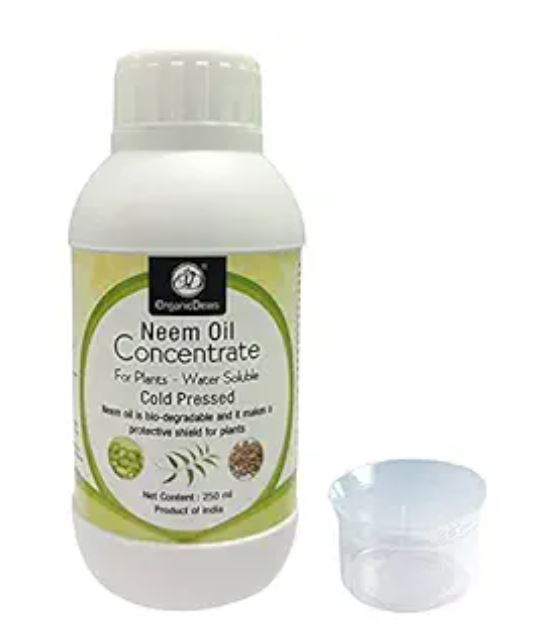 OrganicDews
Neem Oil
Concentrate
For Plants - Water Soluble
Cold Pressed
Neem oil is bio-degradable and it makes a
protective shield for plants
Net Content : 250 ml
Product of India